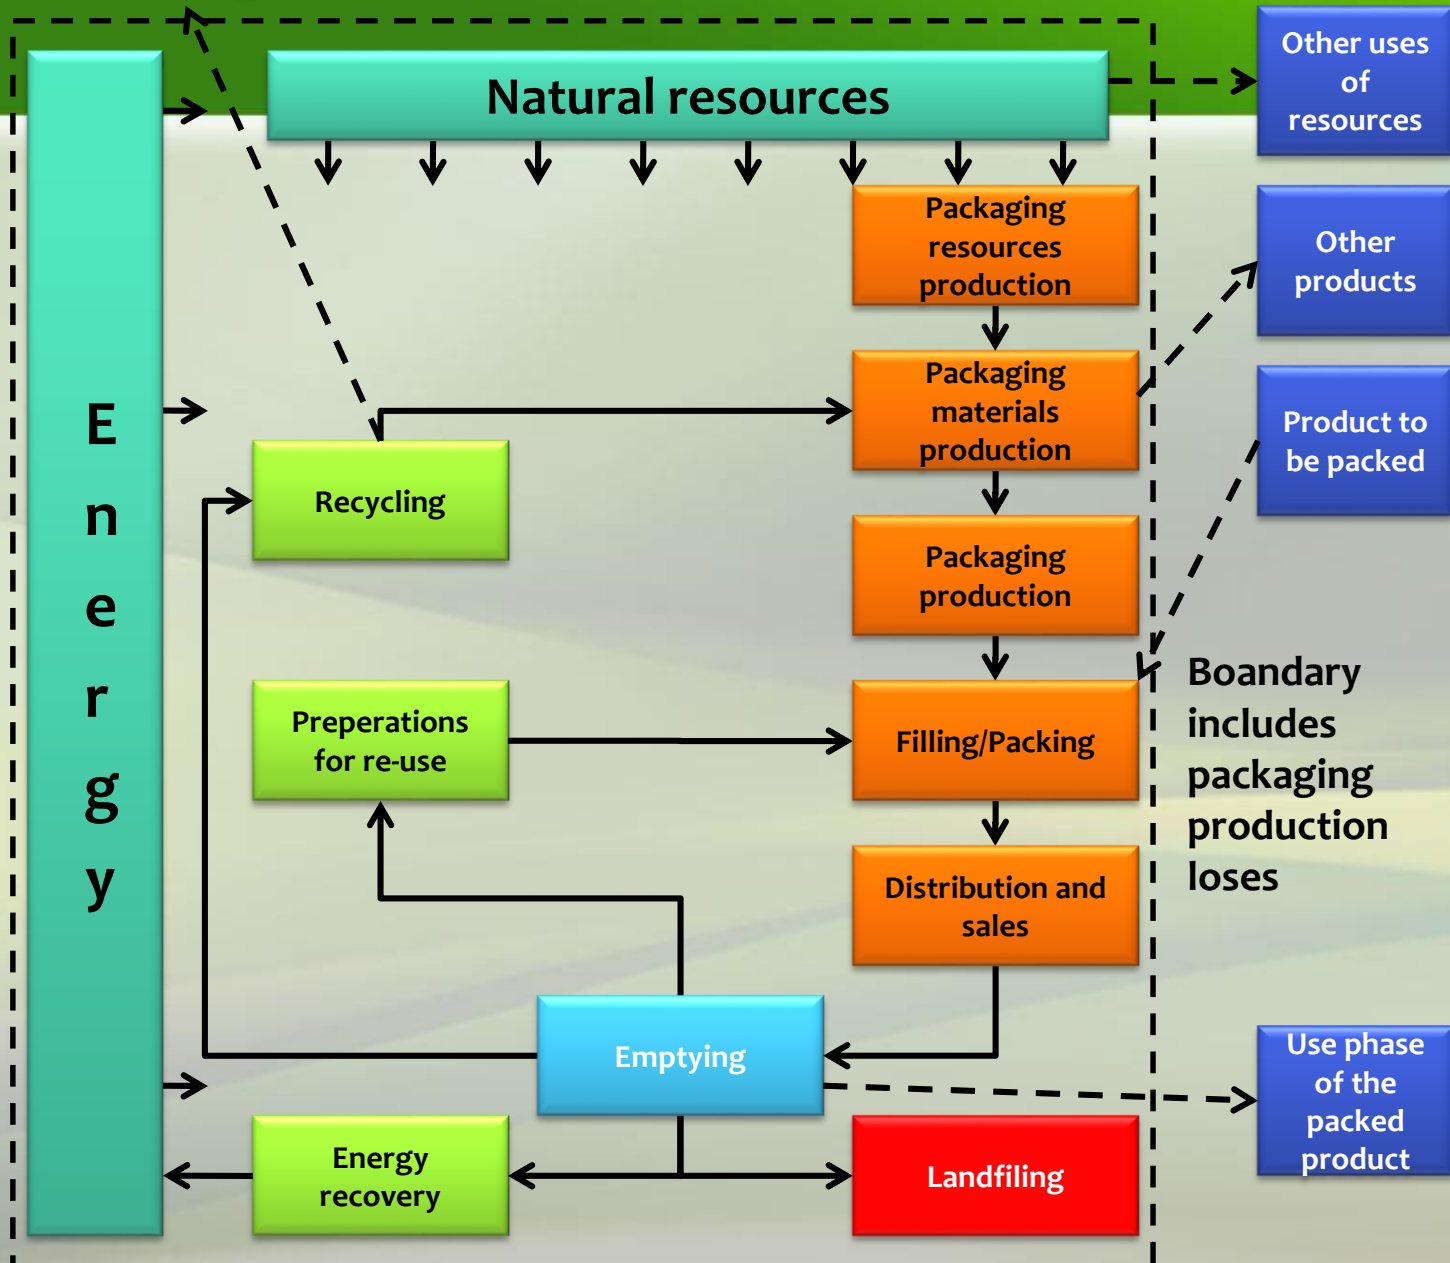 Natural resources
Other uses
of
resources
Packaging
resources
production
Other
products
Packaging
materials
production
Product to
be packed
E
n
e
r
g
y
Recycling
Packaging
production
Boandary
includes
packaging
production
loses
Preperations
for re-use
Filling/Packing
Distribution and
sales
Emptying
Use phase
of the
packed
product
Energy
recovery
Landfiling